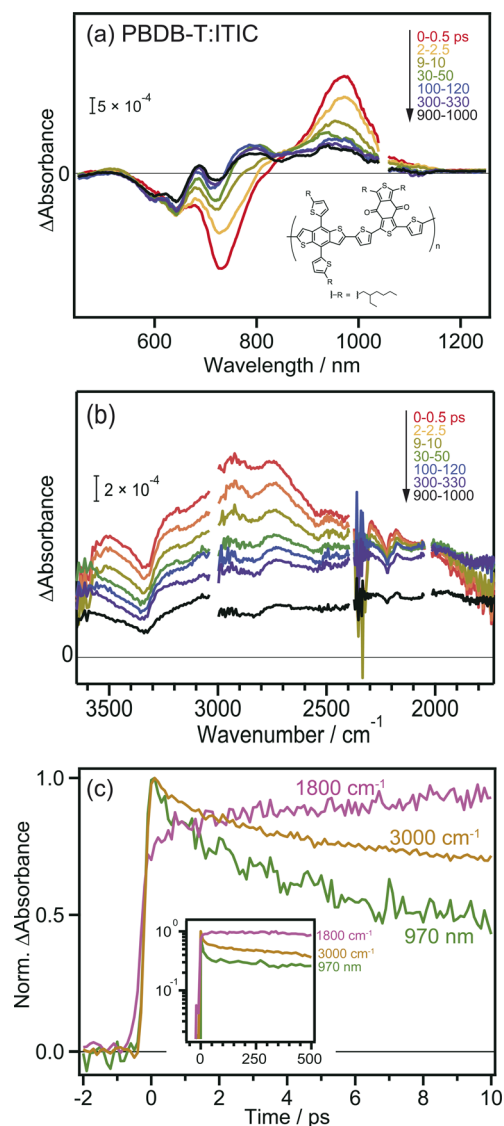 (a) PBDB-T:ITIC
0-0.5 ps
2-2.5
9-10
30-50
100-120
300-330
900-1000
5 × 10⁻⁴
0
ΔAbsorbance
R
R
R
S
S
S
O
O
S
S
S
S
S
R
n
I–R =
600
800
1000
1200
Wavelength / nm
(b)
0-0.5 ps
2-2.5
9-10
30-50
100-120
300-330
900-1000
2 × 10⁻⁴
ΔAbsorbance
0
3500
3000
2500
2000
Wavenumber / cm⁻¹
1.0
(c)
1800 cm⁻¹
3000 cm⁻¹
970 nm
0.5
0.0
Norm. ΔAbsorbance
10⁰
10⁻¹
1800 cm⁻¹
3000 cm⁻¹
970 nm
0
250
500
-2
0
2
4
6
8
10
Time / ps